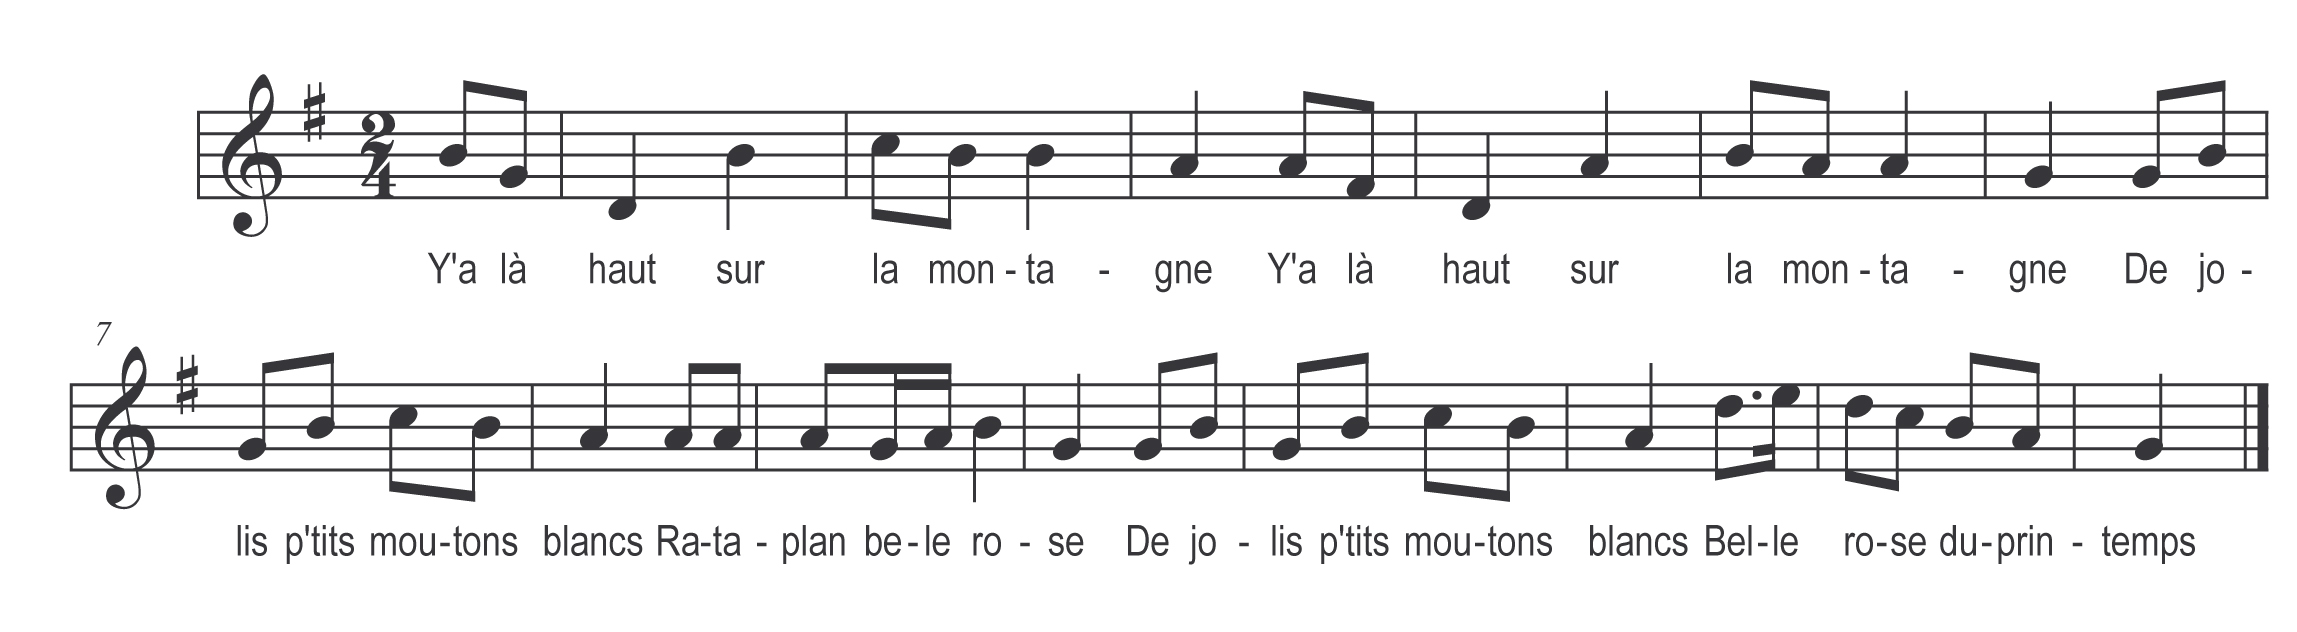 Y'a là haut sur la mon - ta - gne Y'a là haut sur la mon - ta - gne De jo -
7
lis p'tits mou - tons blancs Ra - ta - plan be - le ro - se De jo - lis p'tits mou - tons blancs Bel - le ro - se du - prin - temps